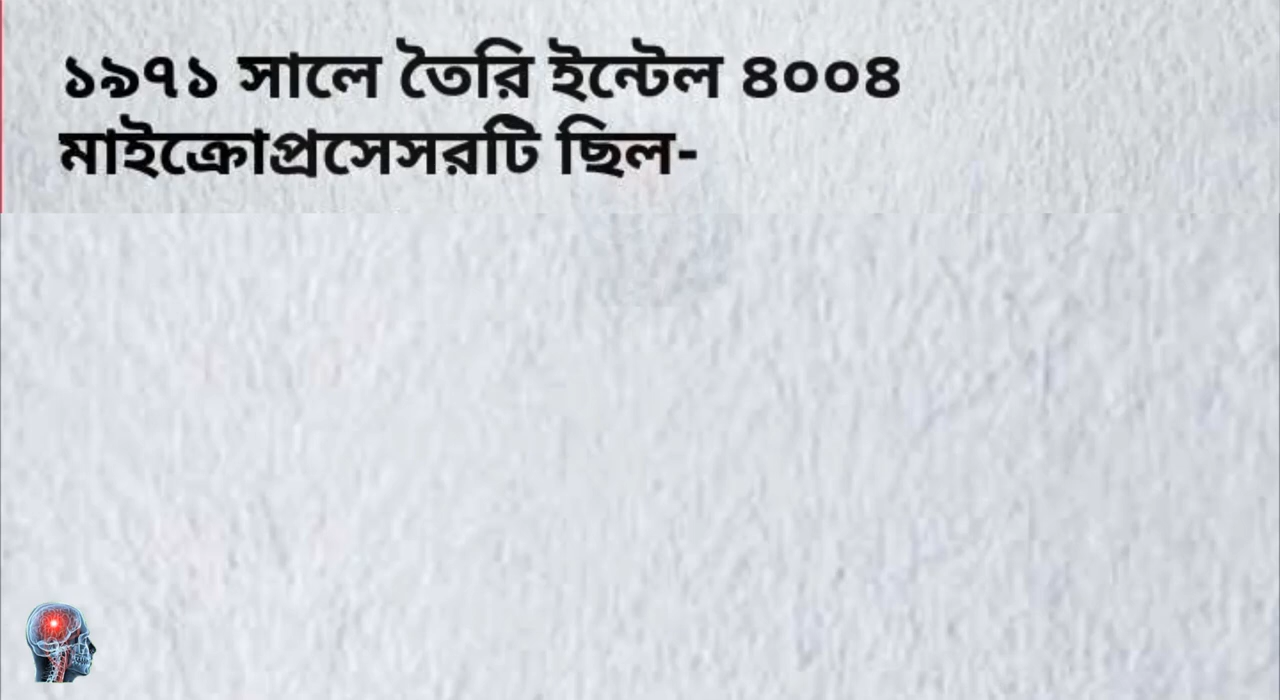 ১৯৭১ সালে তৈরি ইন্টেল ৪০০৪
মাইক্রোপ্রসেসরটি ছিল-